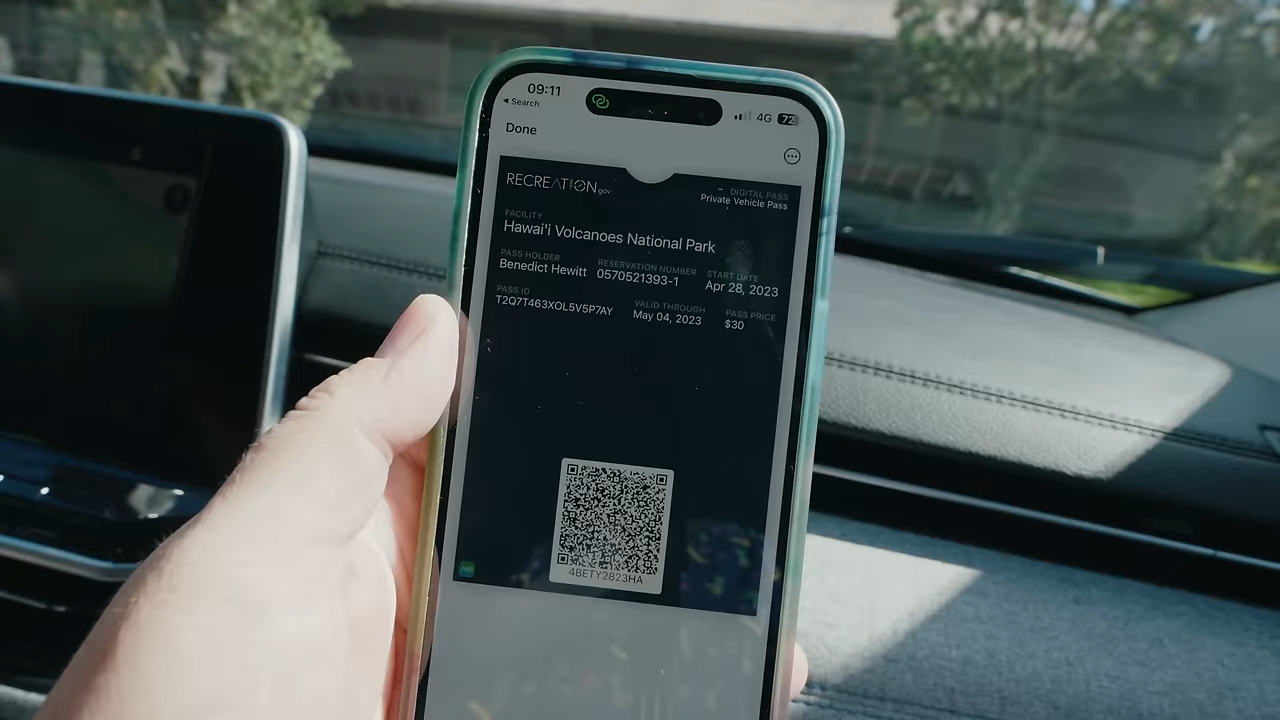 09:11
4G 72
◀ Search
Done
RECREATION.gov
DIGITAL PASS
Private Vehicle Pass
FACILITY
Hawai'i Volcanoes National Park
PASS HOLDER RESERVATION NUMBER START DATE
Benedict Hewitt 0570521393-1 Apr 28, 2023
PASS ID VALID THROUGH PASS PRICE
T2Q7T463XOL5V5P7AY May 04, 2023 $30
4BETY2823HA